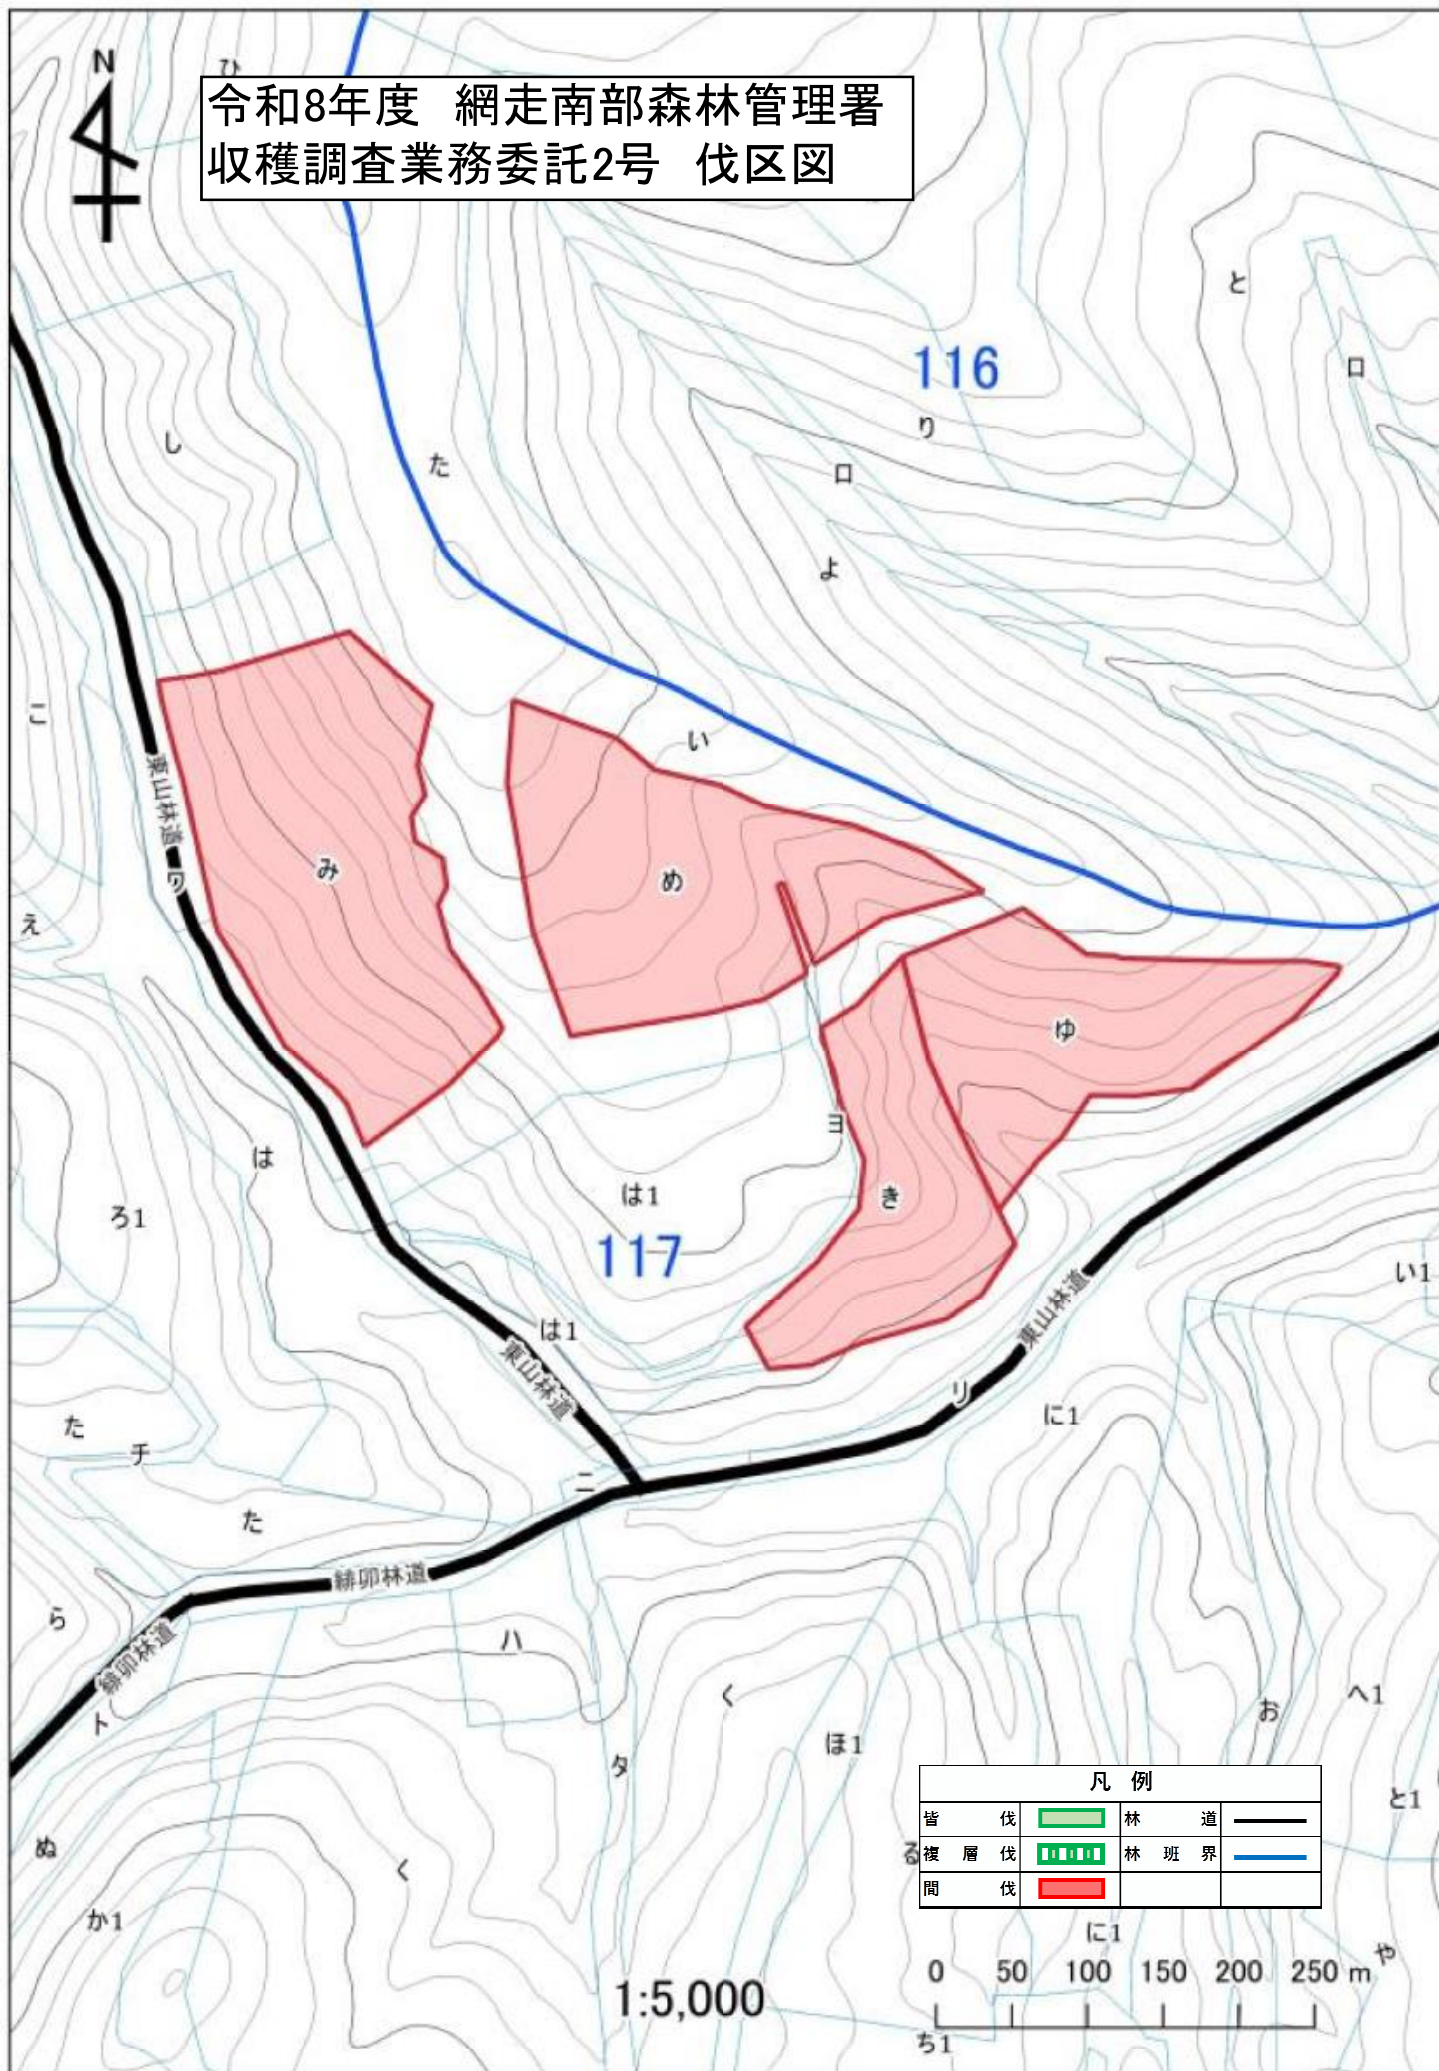 N
ひ
令和8年度 網走南部森林管理署
収穫調査業務委託2号 伐区図
と
116
ロ
り
し
た
ロ
よ
こ
い
東山林道
み
め
ワ
え
ゆ
ヨ
は
は1
き
ろ1
117
い1
は1
東山林道
東山林道
リ
に1
た
チ
ニ
た
緋卯林道
ら
緋卯林道
ハ
ト
く
へ1
お
ほ1
タ
凡 例
皆 伐 林 道
複 層 伐 林 班 界
間 伐
と1
ぬ
る
く
か1
に1
や
0 50 100 150 200 250 m
1:5,000
ち1